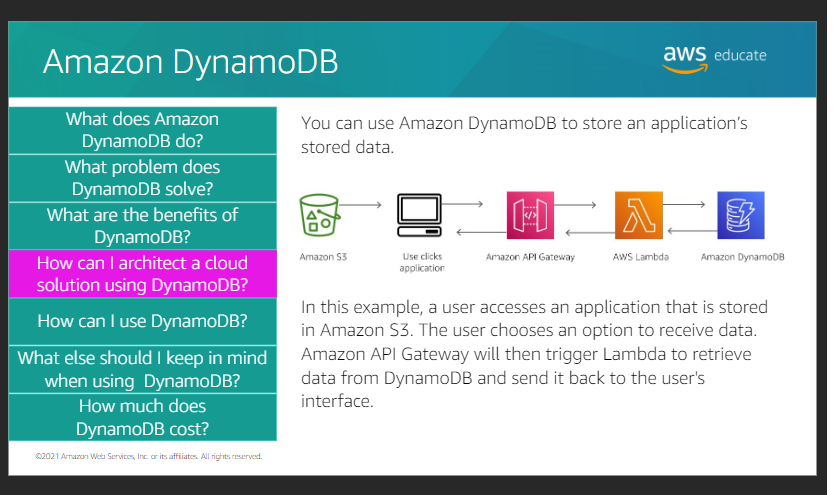 Amazon DynamoDB
aws educate
What does Amazon
DynamoDB do?
What problem does
DynamoDB solve?
What are the benefits of
DynamoDB?
How can I architect a cloud
solution using DynamoDB?
How can I use DynamoDB?
What else should I keep in mind
when using DynamoDB?
How much does
DynamoDB cost?
You can use Amazon DynamoDB to store an application's
stored data.
Amazon S3
Use clicks
application
Amazon API Gateway
AWS Lambda
Amazon DynamoDB
In this example, a user accesses an application that is stored
in Amazon S3. The user chooses an option to receive data.
Amazon API Gateway will then trigger Lambda to retrieve
data from DynamoDB and send it back to the user's
interface.
©2021 Amazon Web Services, Inc. or its affiliates. All rights reserved.